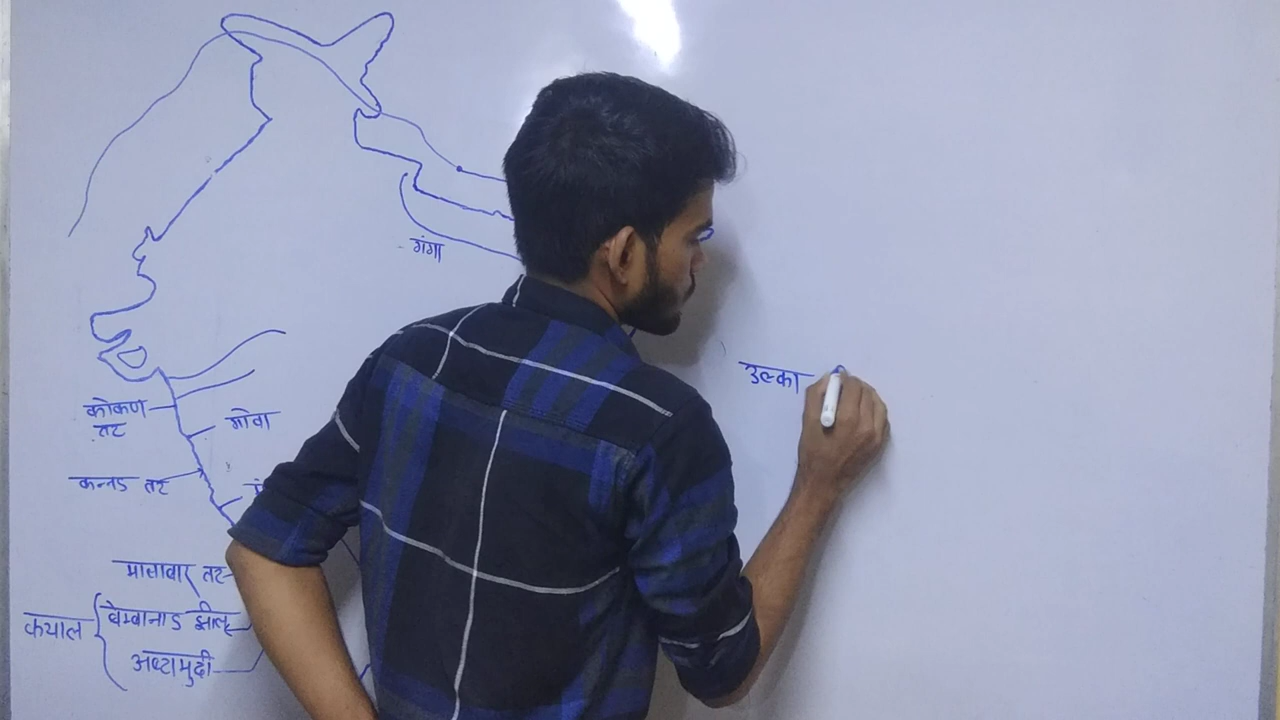 गंगा
उल्का
कोंकण
तट
गोवा
कन्नड तट
मालाबार तट
कयाल
वेम्बानाड झील
अष्टामुदी